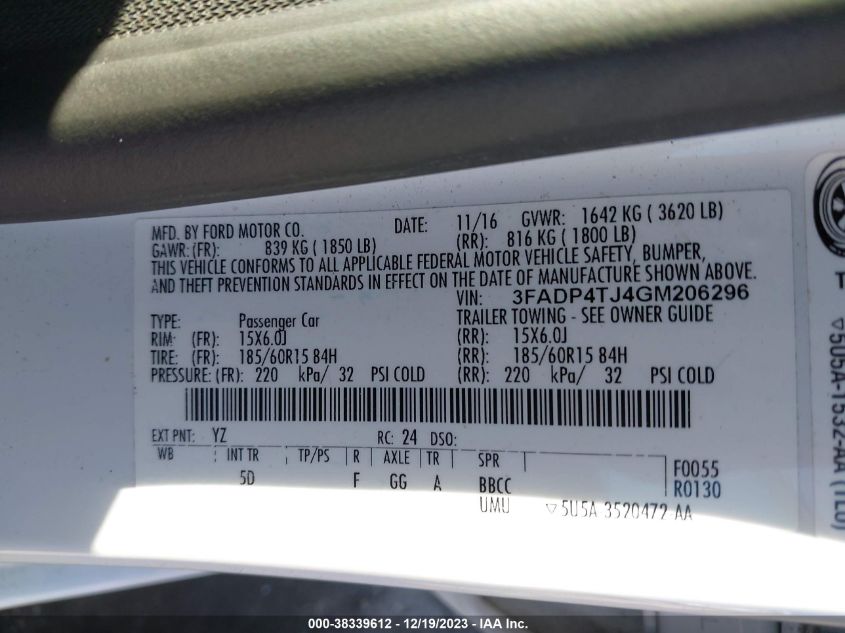 MFD. BY FORD MOTOR CO. DATE: 11/16 GVWR: 1642 KG ( 3620 LB)
GAWR: (FR): 839 KG ( 1850 LB) (RR): 816 KG ( 1800 LB)
THIS VEHICLE CONFORMS TO ALL APPLICABLE FEDERAL MOTOR VEHICLE SAFETY, BUMPER,
AND THEFT PREVENTION STANDARDS IN EFFECT ON THE DATE OF MANUFACTURE SHOWN ABOVE.
VIN: 3FADP4TJ4GM206296
TYPE: Passenger Car TRAILER TOWING - SEE OWNER GUIDE
RIM: (FR): 15X6.0J (RR): 15X6.0J
TIRE: (FR): 185/60R15 84H (RR): 185/60R15 84H
PRESSURE: (FR): 220 kPa/ 32 PSI COLD (RR): 220 kPa/ 32 PSI COLD
EXT PNT: YZ RC: 24 DSO:
WB INT TR TP/PS R AXLE TR SPR F0055
5D F GG A BBCC R0130
UMU ▽5U5A 3520472 AA
T
▽5U5A-1532-AA (TLO)
000-38339612 - 12/19/2023 - IAA Inc.